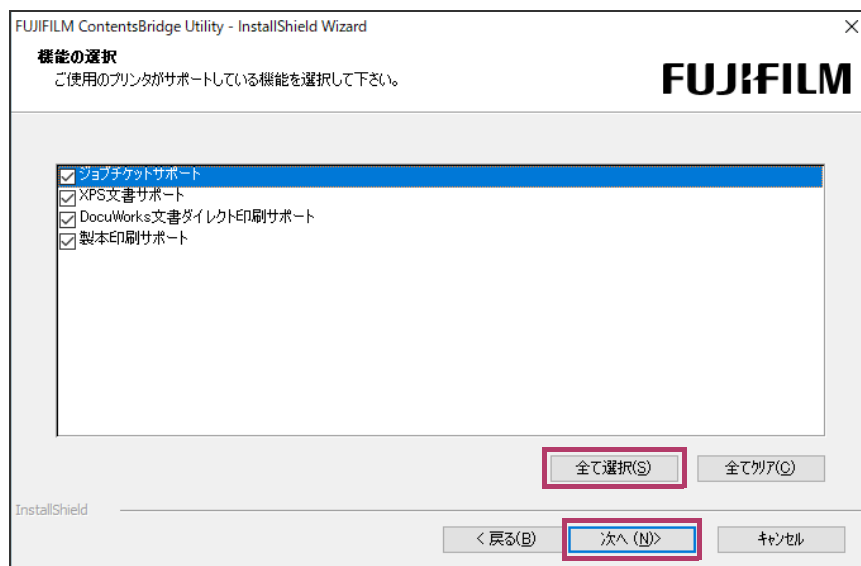 FUJIFILM ContentsBridge Utility - InstallShield Wizard
機能の選択
ご使用のプリンタがサポートしている機能を選択して下さい。
FUJIFILM
ジョブチケットサポート
XPS文書サポート
DocuWorks文書ダイレクト印刷サポート
製本印刷サポート
全て選択(S) 全てｸﾘｱ(C)
InstallShield
< 戻る(B) 次へ (N)> ｷｬﾝｾﾙ